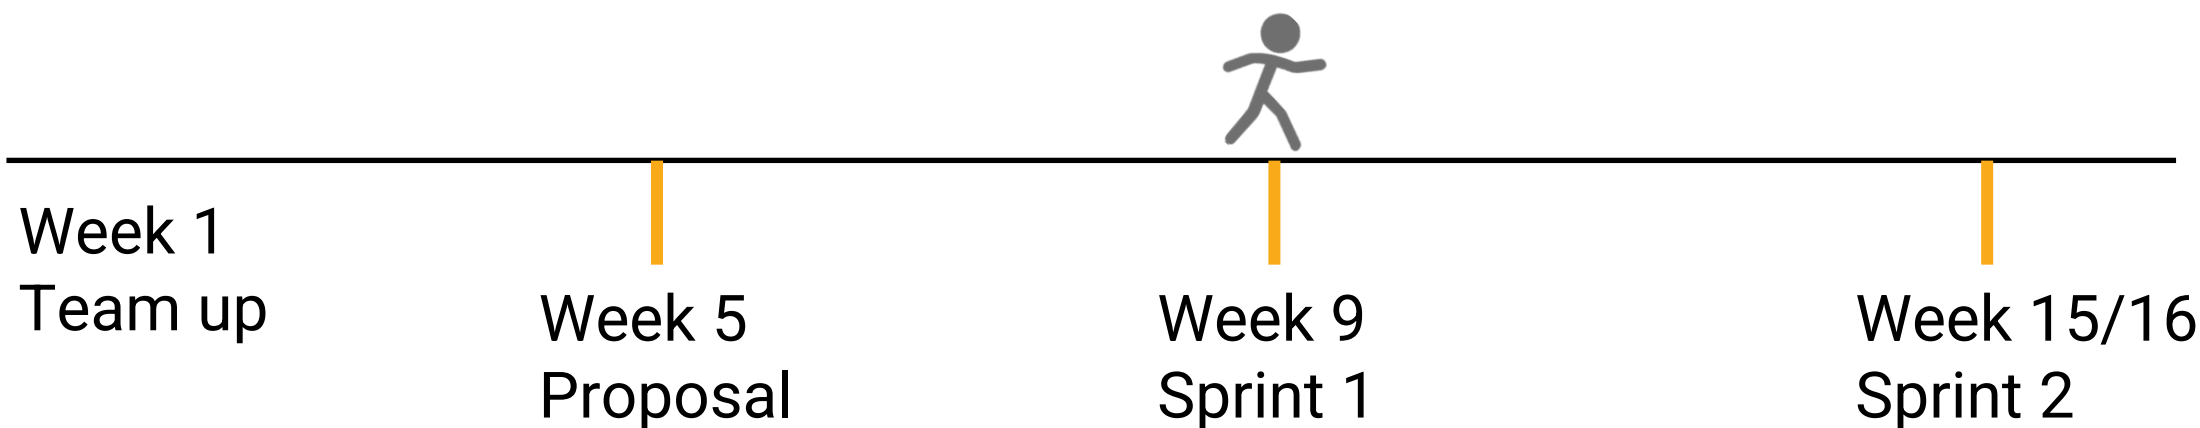 Week 1
Team up
Week 5
Proposal
Week 9
Sprint 1
Week 15/16
Sprint 2